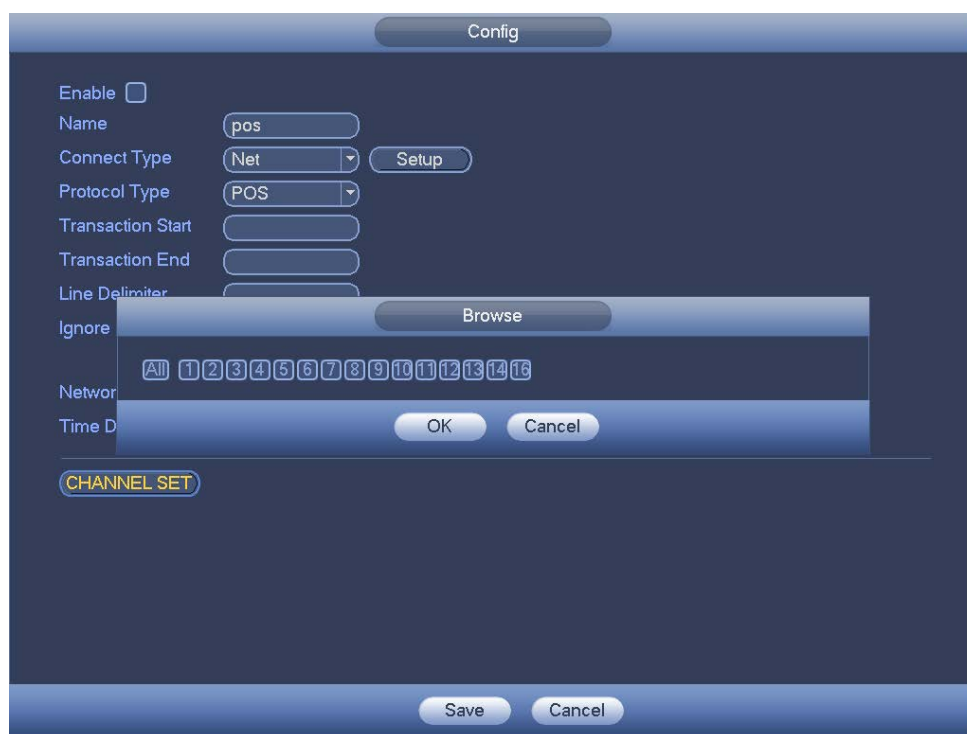 Config
Enable
Name pos
Connect Type Net Setup
Protocol Type POS
Transaction Start
Transaction End
Line Delimiter
Ignore
Browse
All 1 2 3 4 5 6 7 8 9 10 11 12 13 14 16
Networ
Time D
OK Cancel
CHANNEL SET
Save Cancel